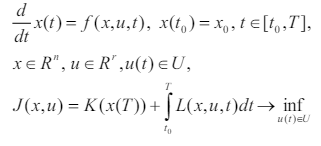 d/dt x(t) = f(x,u,t), x(t₀) = x₀, t ∈ [t₀,T],
x ∈ Rⁿ, u ∈ Rʳ, u(t) ∈ U,
J(x,u) = K(x(T)) + ∫_{t₀}^{T} L(x,u,t)dt → inf_{u(t)∈U}